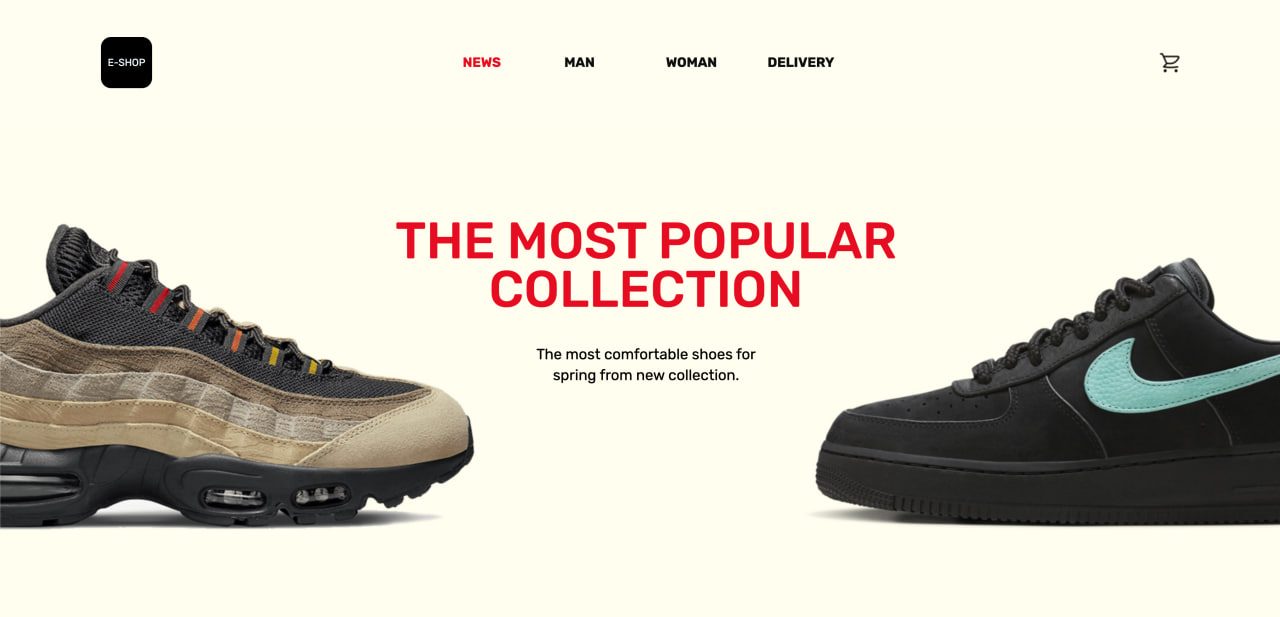 E-SHOP
NEWS MAN WOMAN DELIVERY
THE MOST POPULAR
COLLECTION
The most comfortable shoes for
spring from new collection.